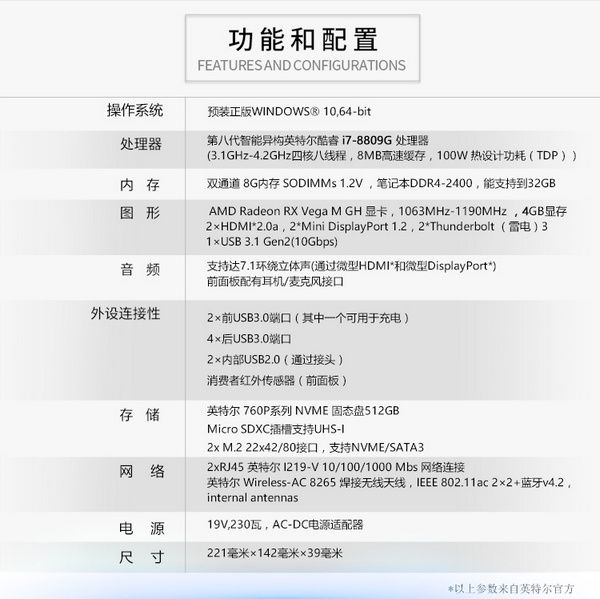 功能和配置
FEATURES AND CONFIGURATIONS
操作系统 预装正版WINDOWS® 10,64-bit
处理器 第八代智能异构英特尔酷睿 i7-8809G 处理器
(3.1GHz-4.2GHz四核八线程，8MB高速缓存，100W 热设计功耗（TDP））
内 存 双通道 8G内存 SODIMMs 1.2V ，笔记本DDR4-2400，能支持到32GB
图 形 AMD Radeon RX Vega M GH 显卡，1063MHz-1190MHz ，4GB显存
2×HDMI*2.0a，2*Mini DisplayPort 1.2，2*Thunderbolt （雷电）3
1×USB 3.1 Gen2(10Gbps)
音 频 支持达7.1环绕立体声(通过微型HDMI*和微型DisplayPort*)
前面板配有耳机/麦克风接口
外设连接性 2×前USB3.0端口（其中一个可用于充电）
4×后USB3.0端口
2×内部USB2.0（通过接头）
消费者红外传感器（前面板）
存 储 英特尔 760P系列 NVME 固态盘512GB
Micro SDXC插槽支持UHS-I
2x M.2 22x42/80接口，支持NVME/SATA3
网 络 2xRJ45 英特尔 I219-V 10/100/1000 Mbs 网络连接
英特尔 Wireless-AC 8265 焊接无线天线，IEEE 802.11ac 2×2+蓝牙v4.2，
internal antennas
电 源 19V,230瓦，AC-DC电源适配器
尺 寸 221毫米×142毫米×39毫米
*以上参数来自英特尔官方